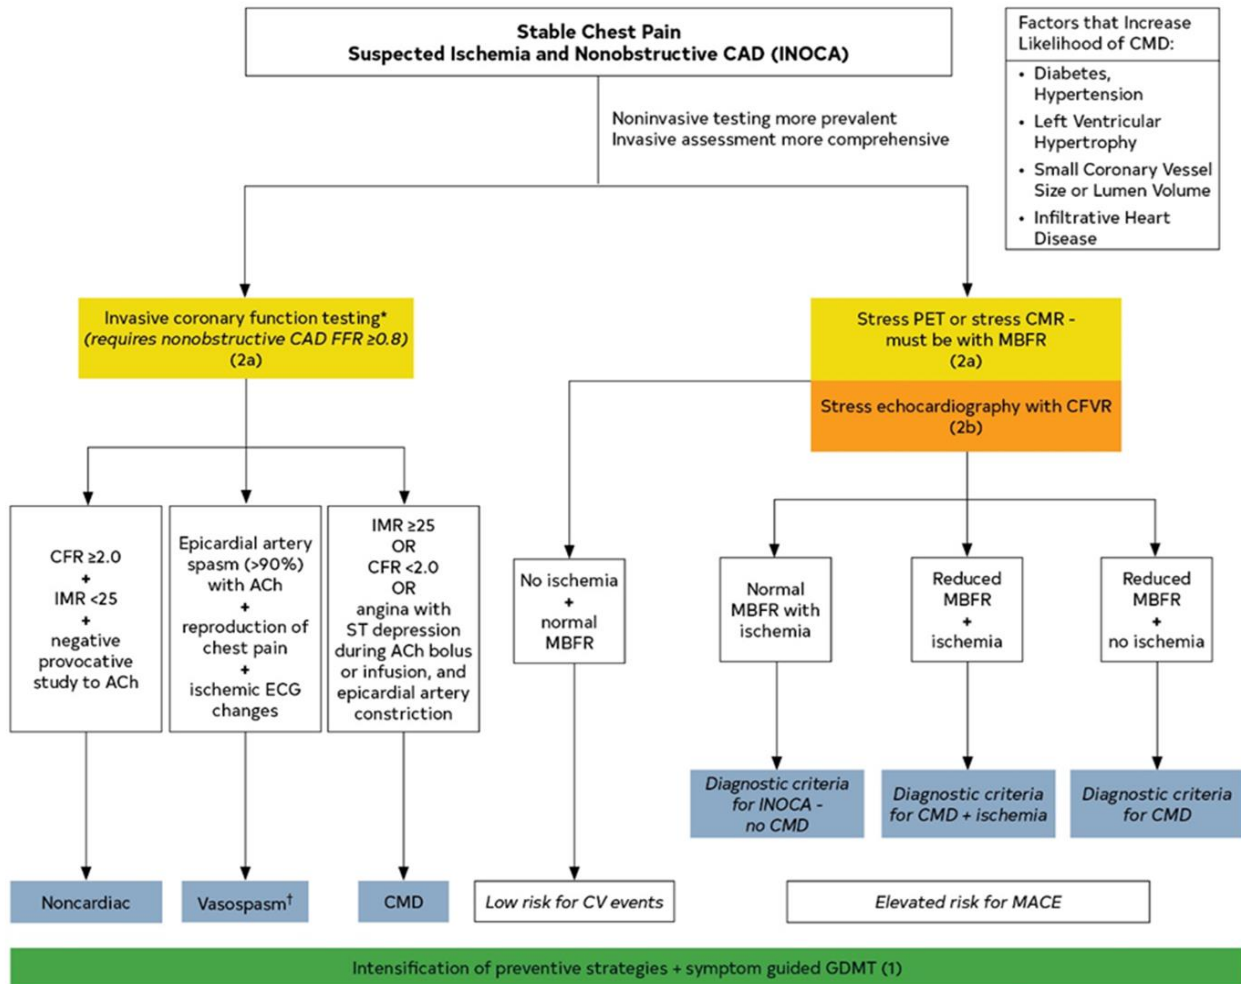 Stable Chest Pain
Suspected Ischemia and Nonobstructive CAD (INOCA)
Factors that Increase
Likelihood of CMD:
• Diabetes,
Hypertension
• Left Ventricular
Hypertrophy
• Small Coronary Vessel
Size or Lumen Volume
• Infiltrative Heart
Disease
Noninvasive testing more prevalent
Invasive assessment more comprehensive
Invasive coronary function testing*
(requires nonobstructive CAD FFR ≥0.8)
(2a)
Stress PET or stress CMR -
must be with MBFR
(2a)
Stress echocardiography with CFVR
(2b)
CFR ≥2.0
+
IMR <25
+
negative
provocative
study to ACh
Epicardial artery
spasm (>90%)
with ACh
+
reproduction of
chest pain
+
ischemic ECG
changes
IMR ≥25
OR
CFR <2.0
OR
angina with
ST depression
during ACh bolus
or infusion, and
epicardial artery
constriction
No ischemia
+
normal
MBFR
Normal
MBFR with
ischemia
Reduced
MBFR
+
ischemia
Reduced
MBFR
+
no ischemia
Diagnostic criteria
for INOCA -
no CMD
Diagnostic criteria
for CMD + ischemia
Diagnostic criteria
for CMD
Noncardiac
Vasospasm†
CMD
Low risk for CV events
Elevated risk for MACE
Intensification of preventive strategies + symptom guided GDMT (1)